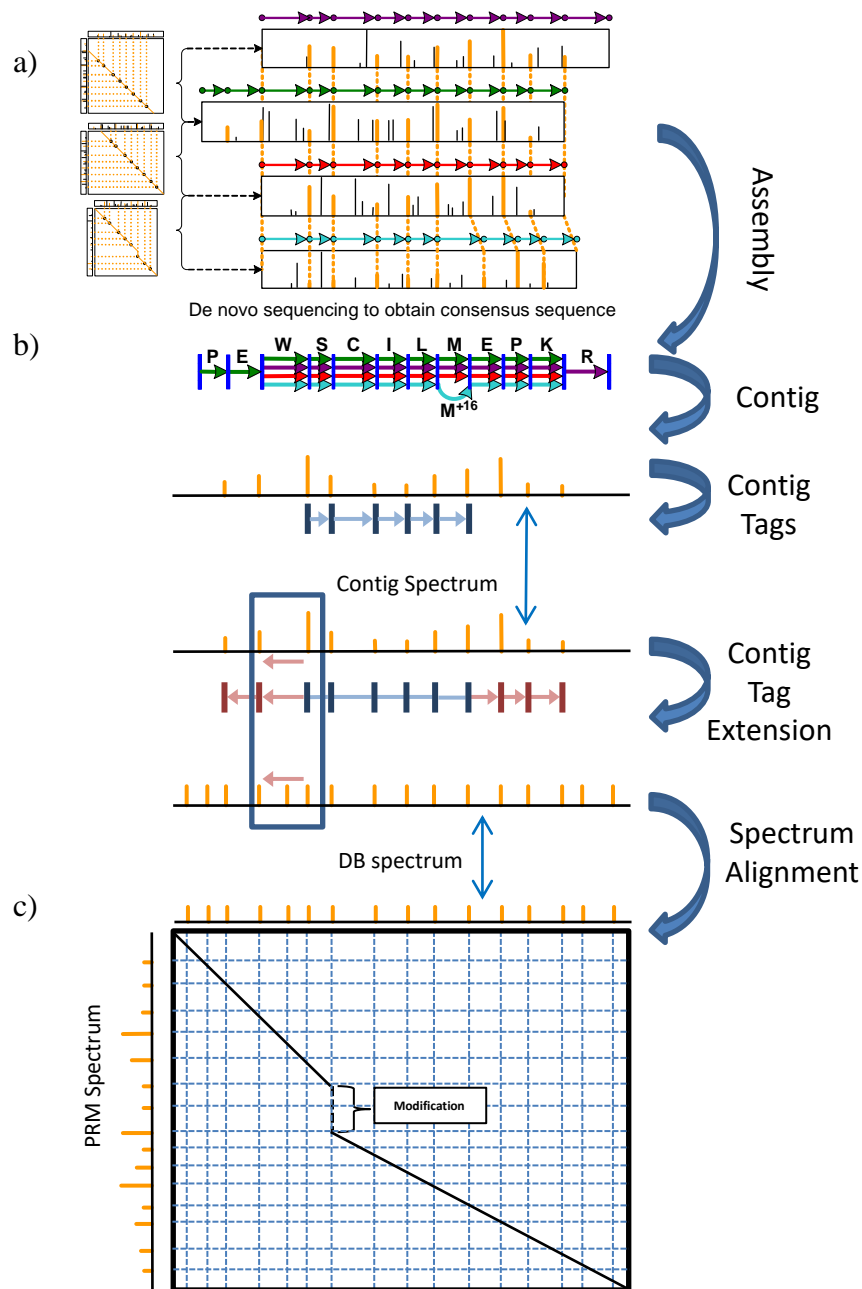 a)
Assembly
De novo sequencing to obtain consensus sequence
b)
P E W S C I L M E P K R
M+16
Contig
Contig
Tags
Contig Spectrum
Contig
Tag
Extension
DB spectrum
Spectrum
Alignment
c)
PRM Spectrum
Modification